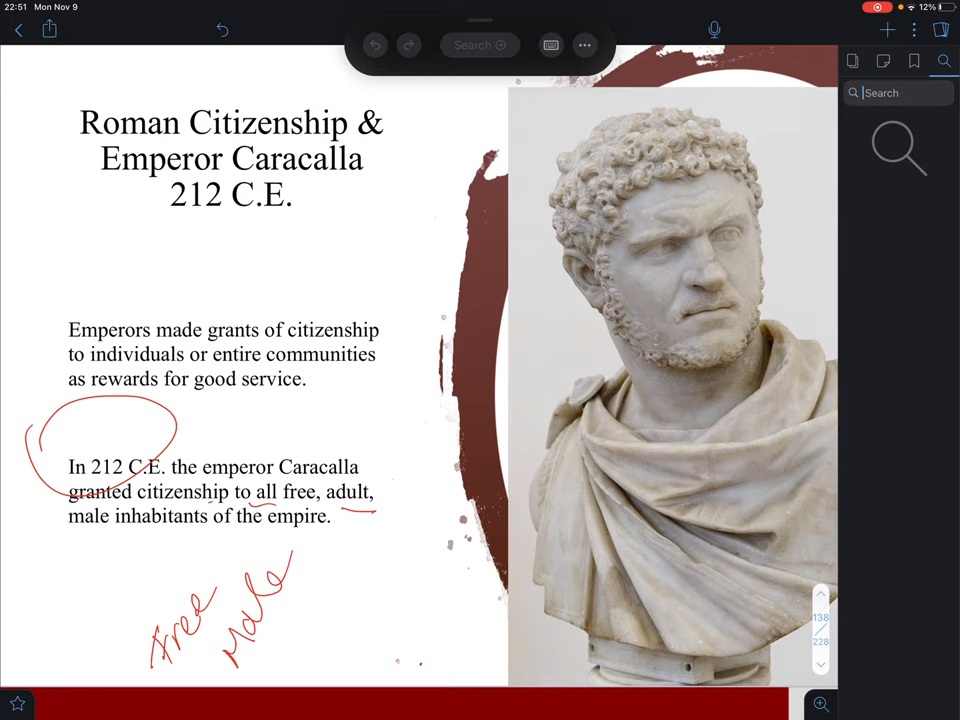 22:51 Mon Nov 9
12%
Search
Search
Roman Citizenship &
Emperor Caracalla
212 C.E.
Emperors made grants of citizenship
to individuals or entire communities
as rewards for good service.
In 212 C.E. the emperor Caracalla
granted citizenship to all free, adult,
male inhabitants of the empire.
Free
Male
138
228